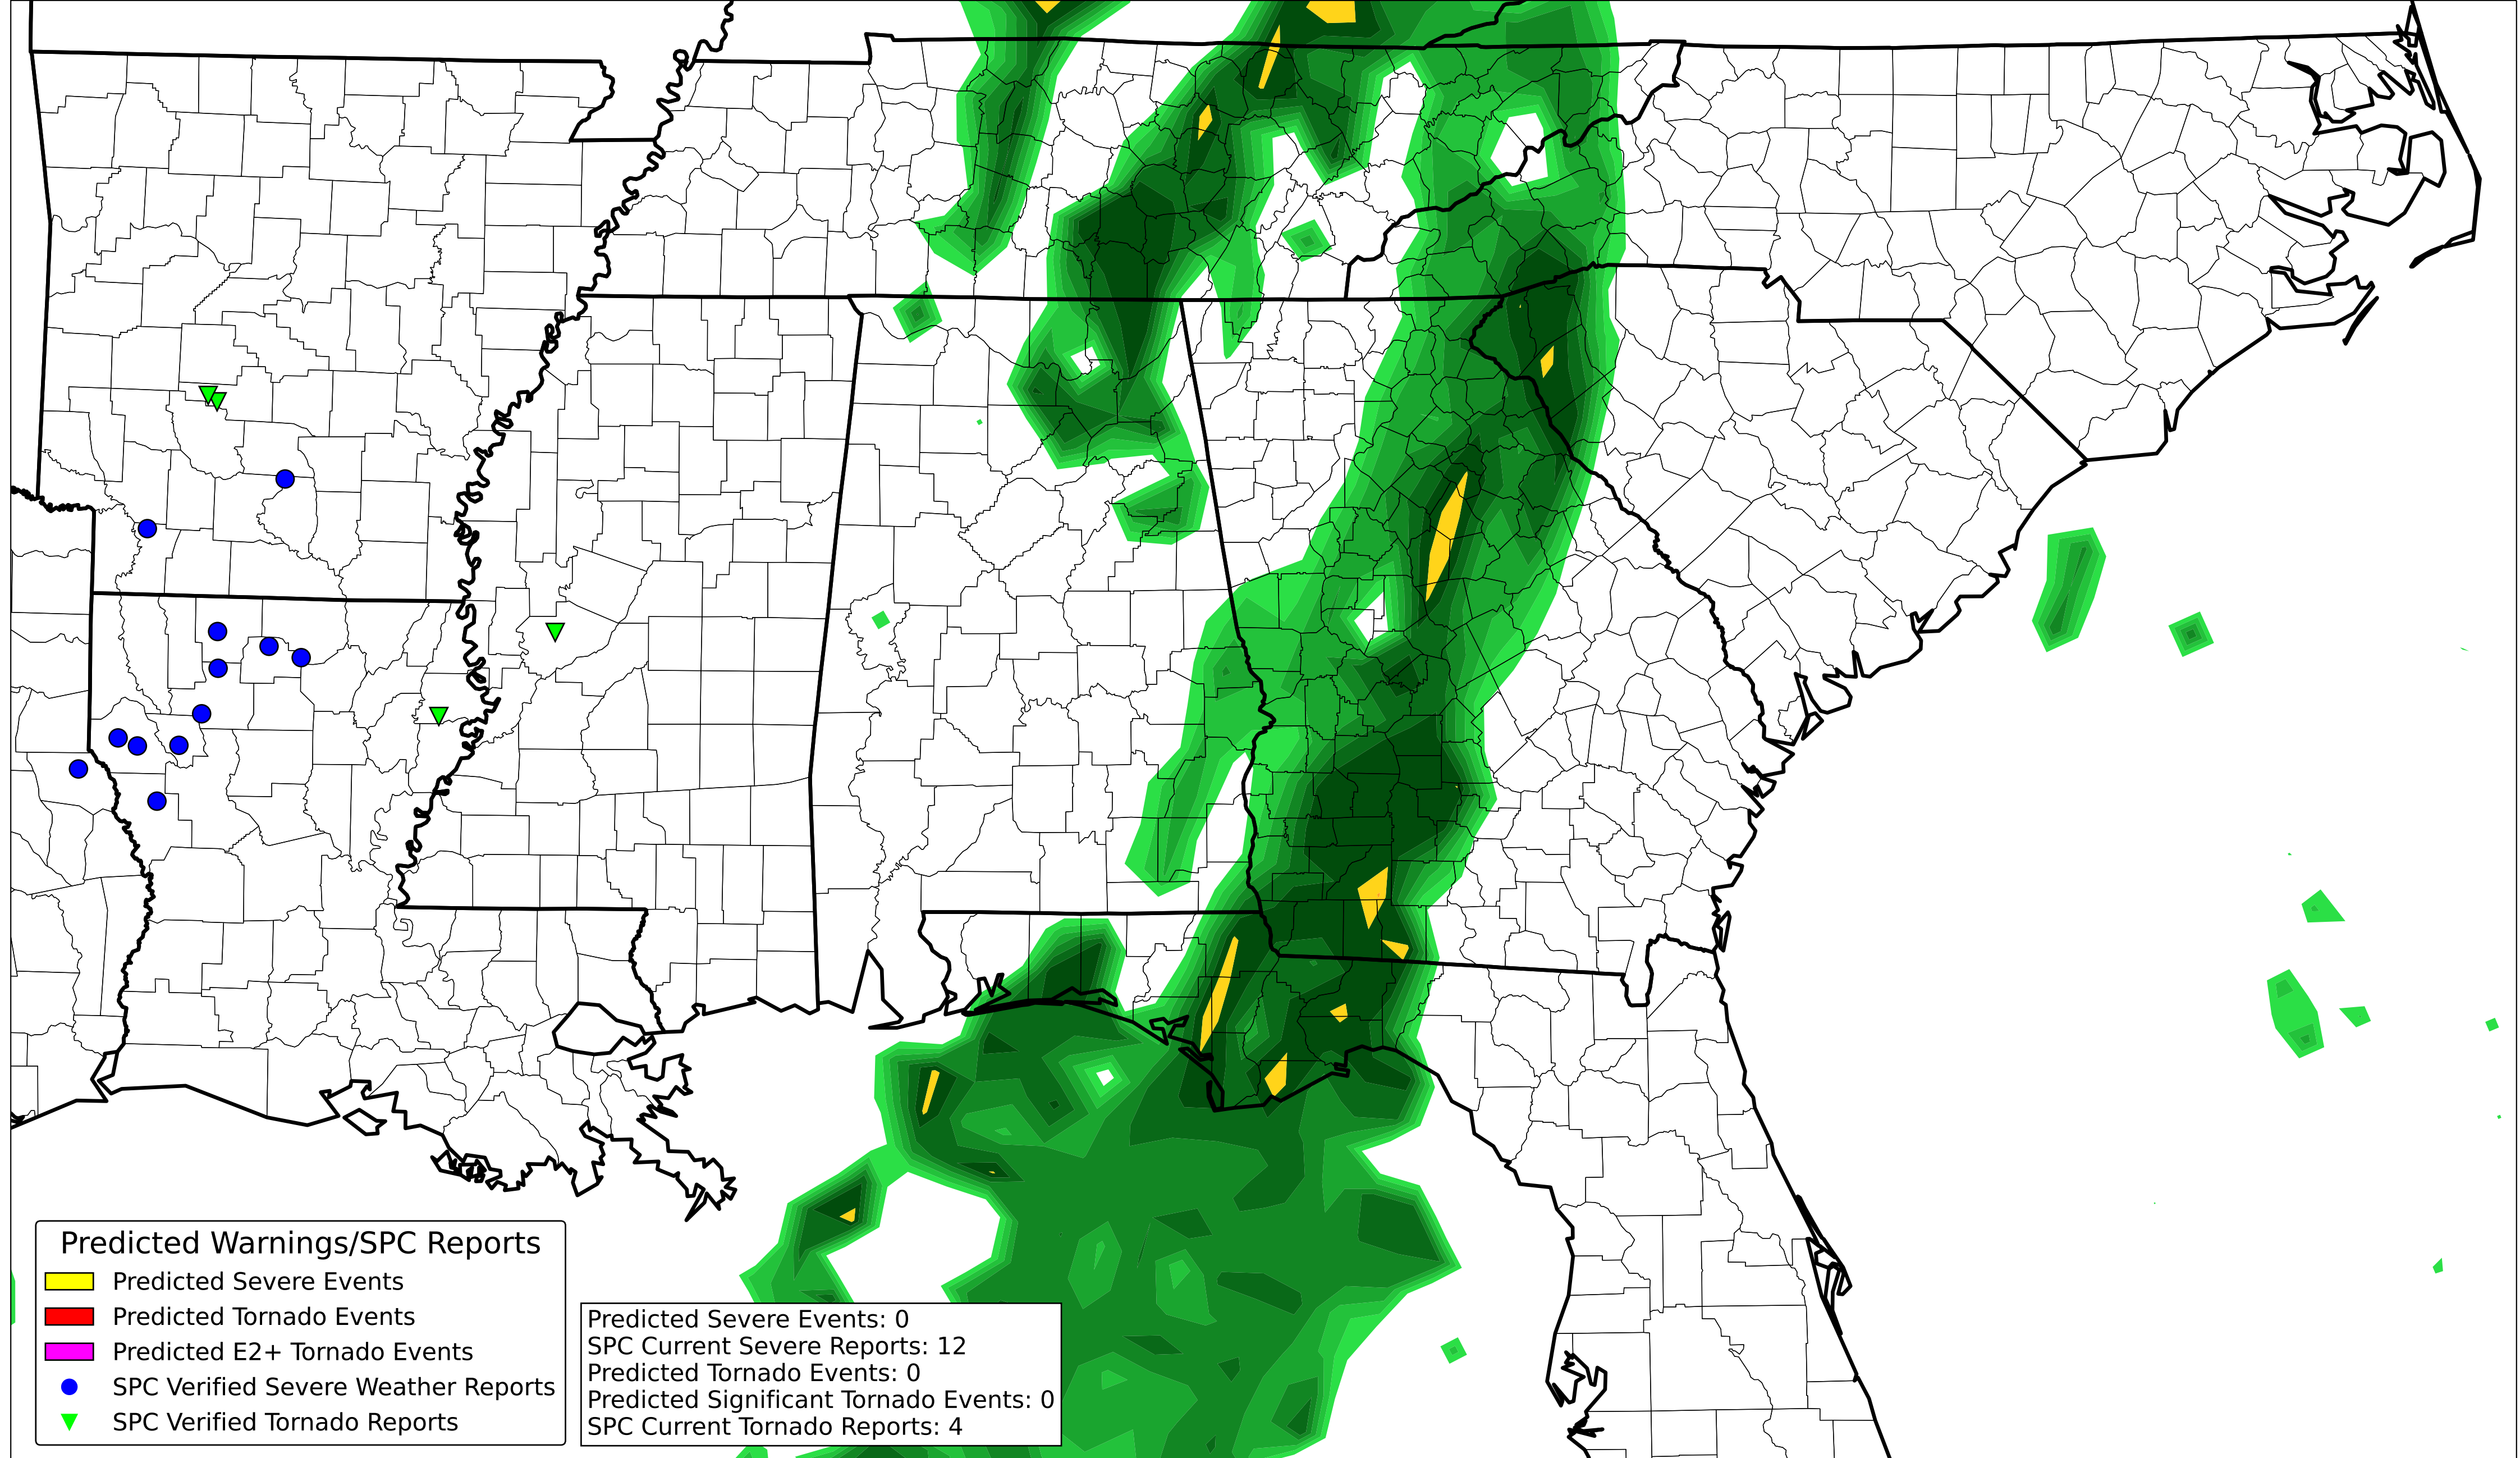 Predicted Warnings/SPC Reports
Predicted Severe Events
Predicted Tornado Events
Predicted E2+ Tornado Events
SPC Verified Severe Weather Reports
SPC Verified Tornado Reports
Predicted Severe Events: 0
SPC Current Severe Reports: 12
Predicted Tornado Events: 0
Predicted Significant Tornado Events: 0
SPC Current Tornado Reports: 4